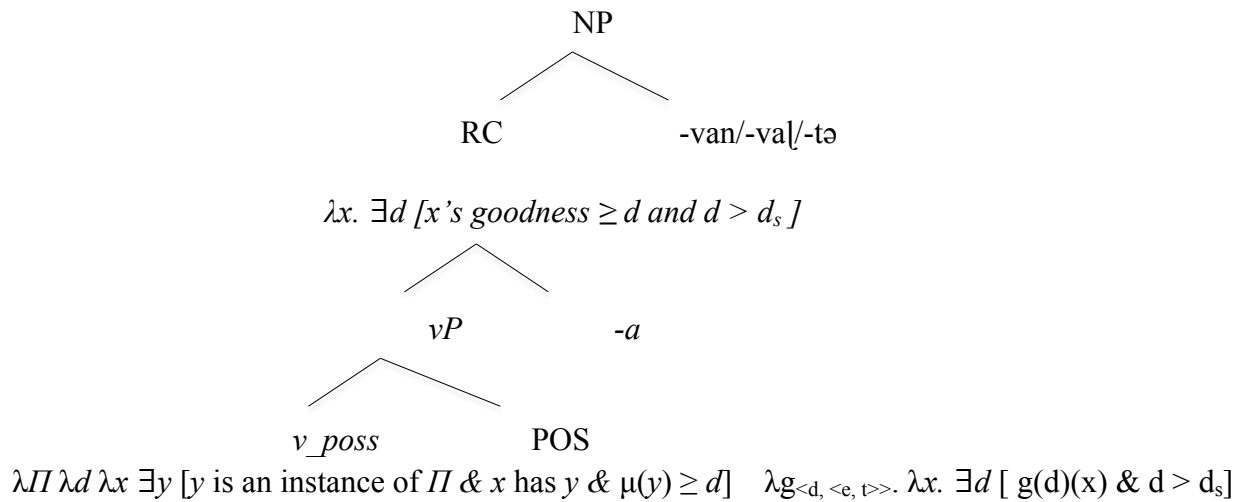 NP
RC -van/-vaḷ/-tə
λx. ∃d [x’s goodness ≥ d and d > dₛ ]
vP -a
v_poss POS
λΠ λd λx ∃y [y is an instance of Π & x has y & μ(y) ≥ d] λg<d, <e, t>>. λx. ∃d [ g(d)(x) & d > dₛ]